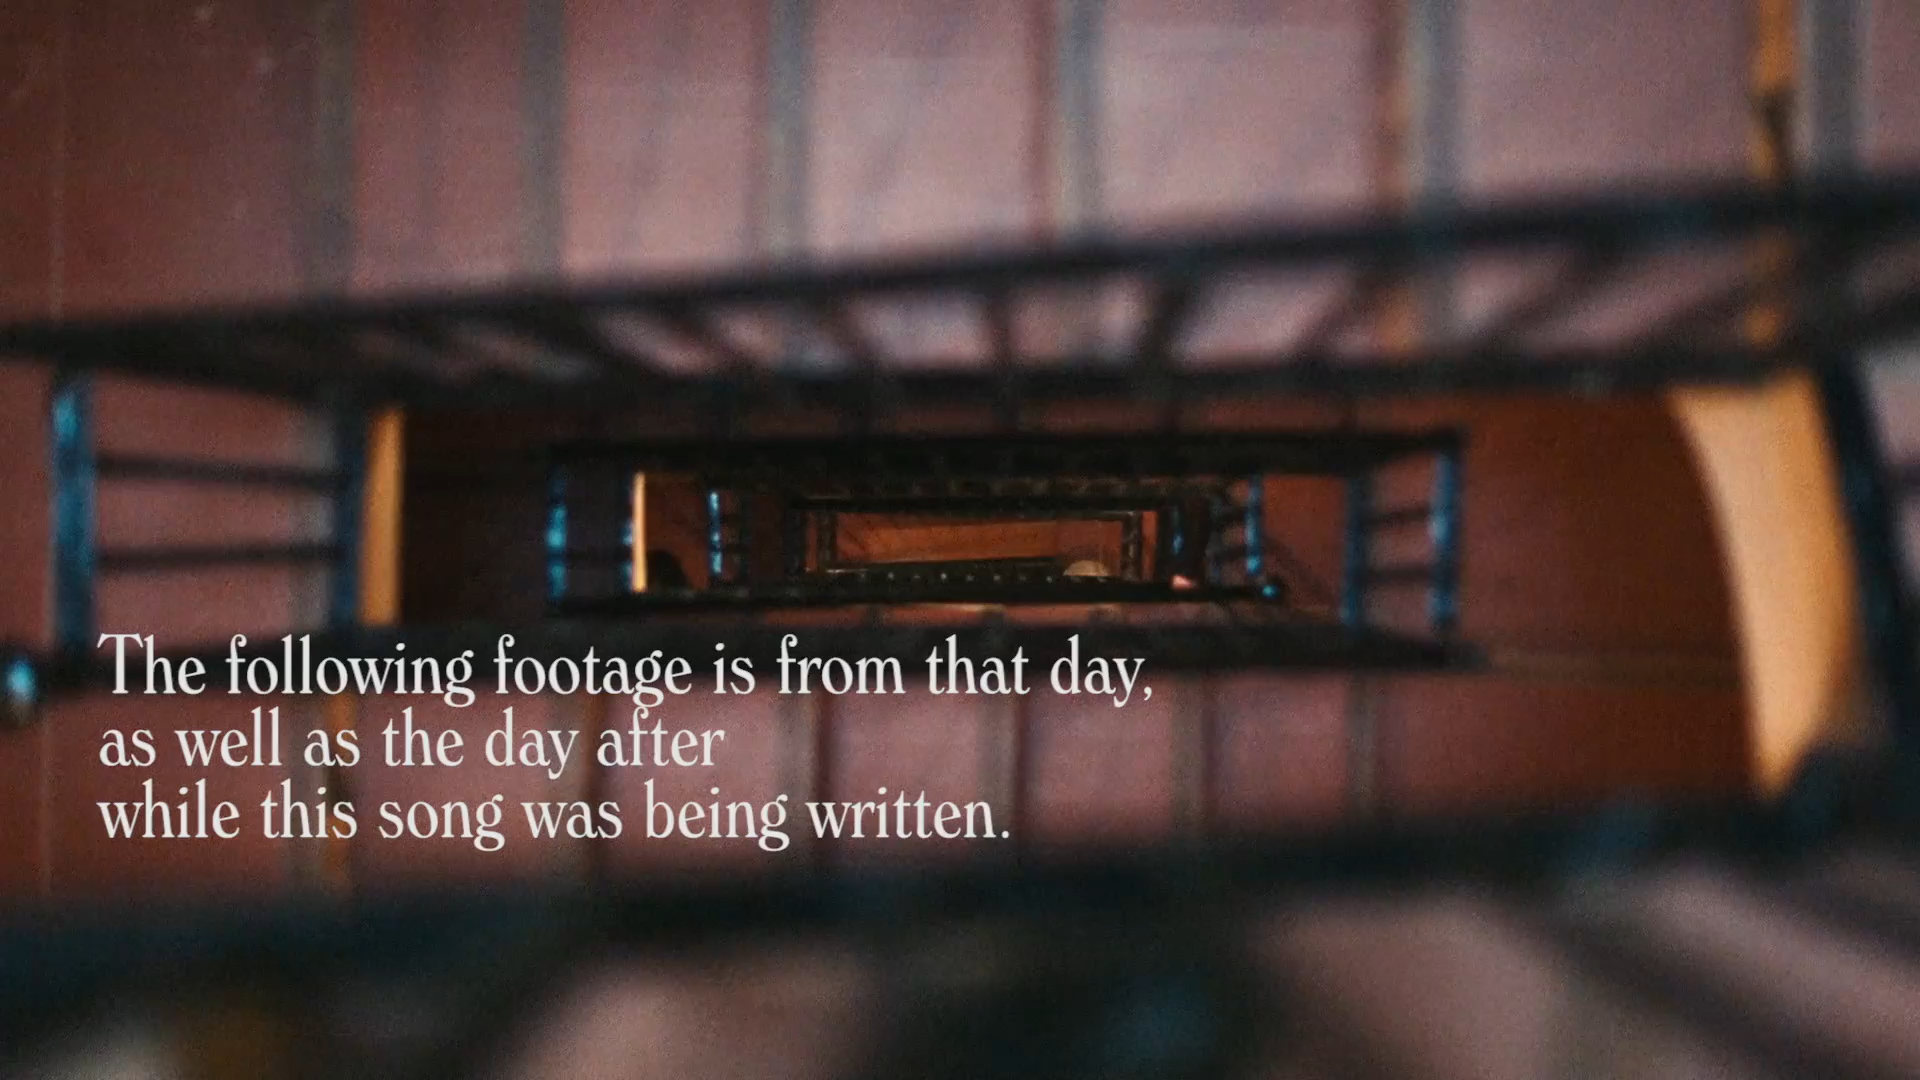 The following footage is from that day,
as well as the day after
while this song was being written.